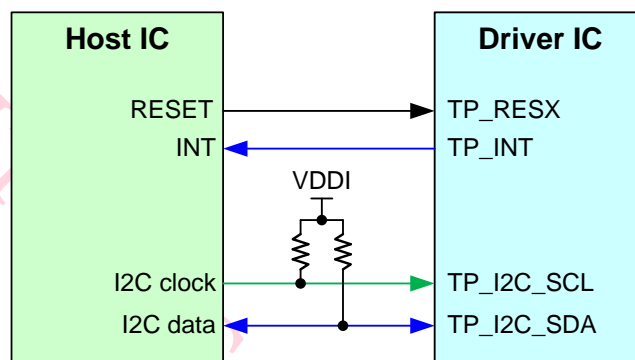 Host IC
Driver IC
RESET
TP_RESX
INT
TP_INT
VDDI
I2C clock
TP_I2C_SCL
I2C data
TP_I2C_SDA